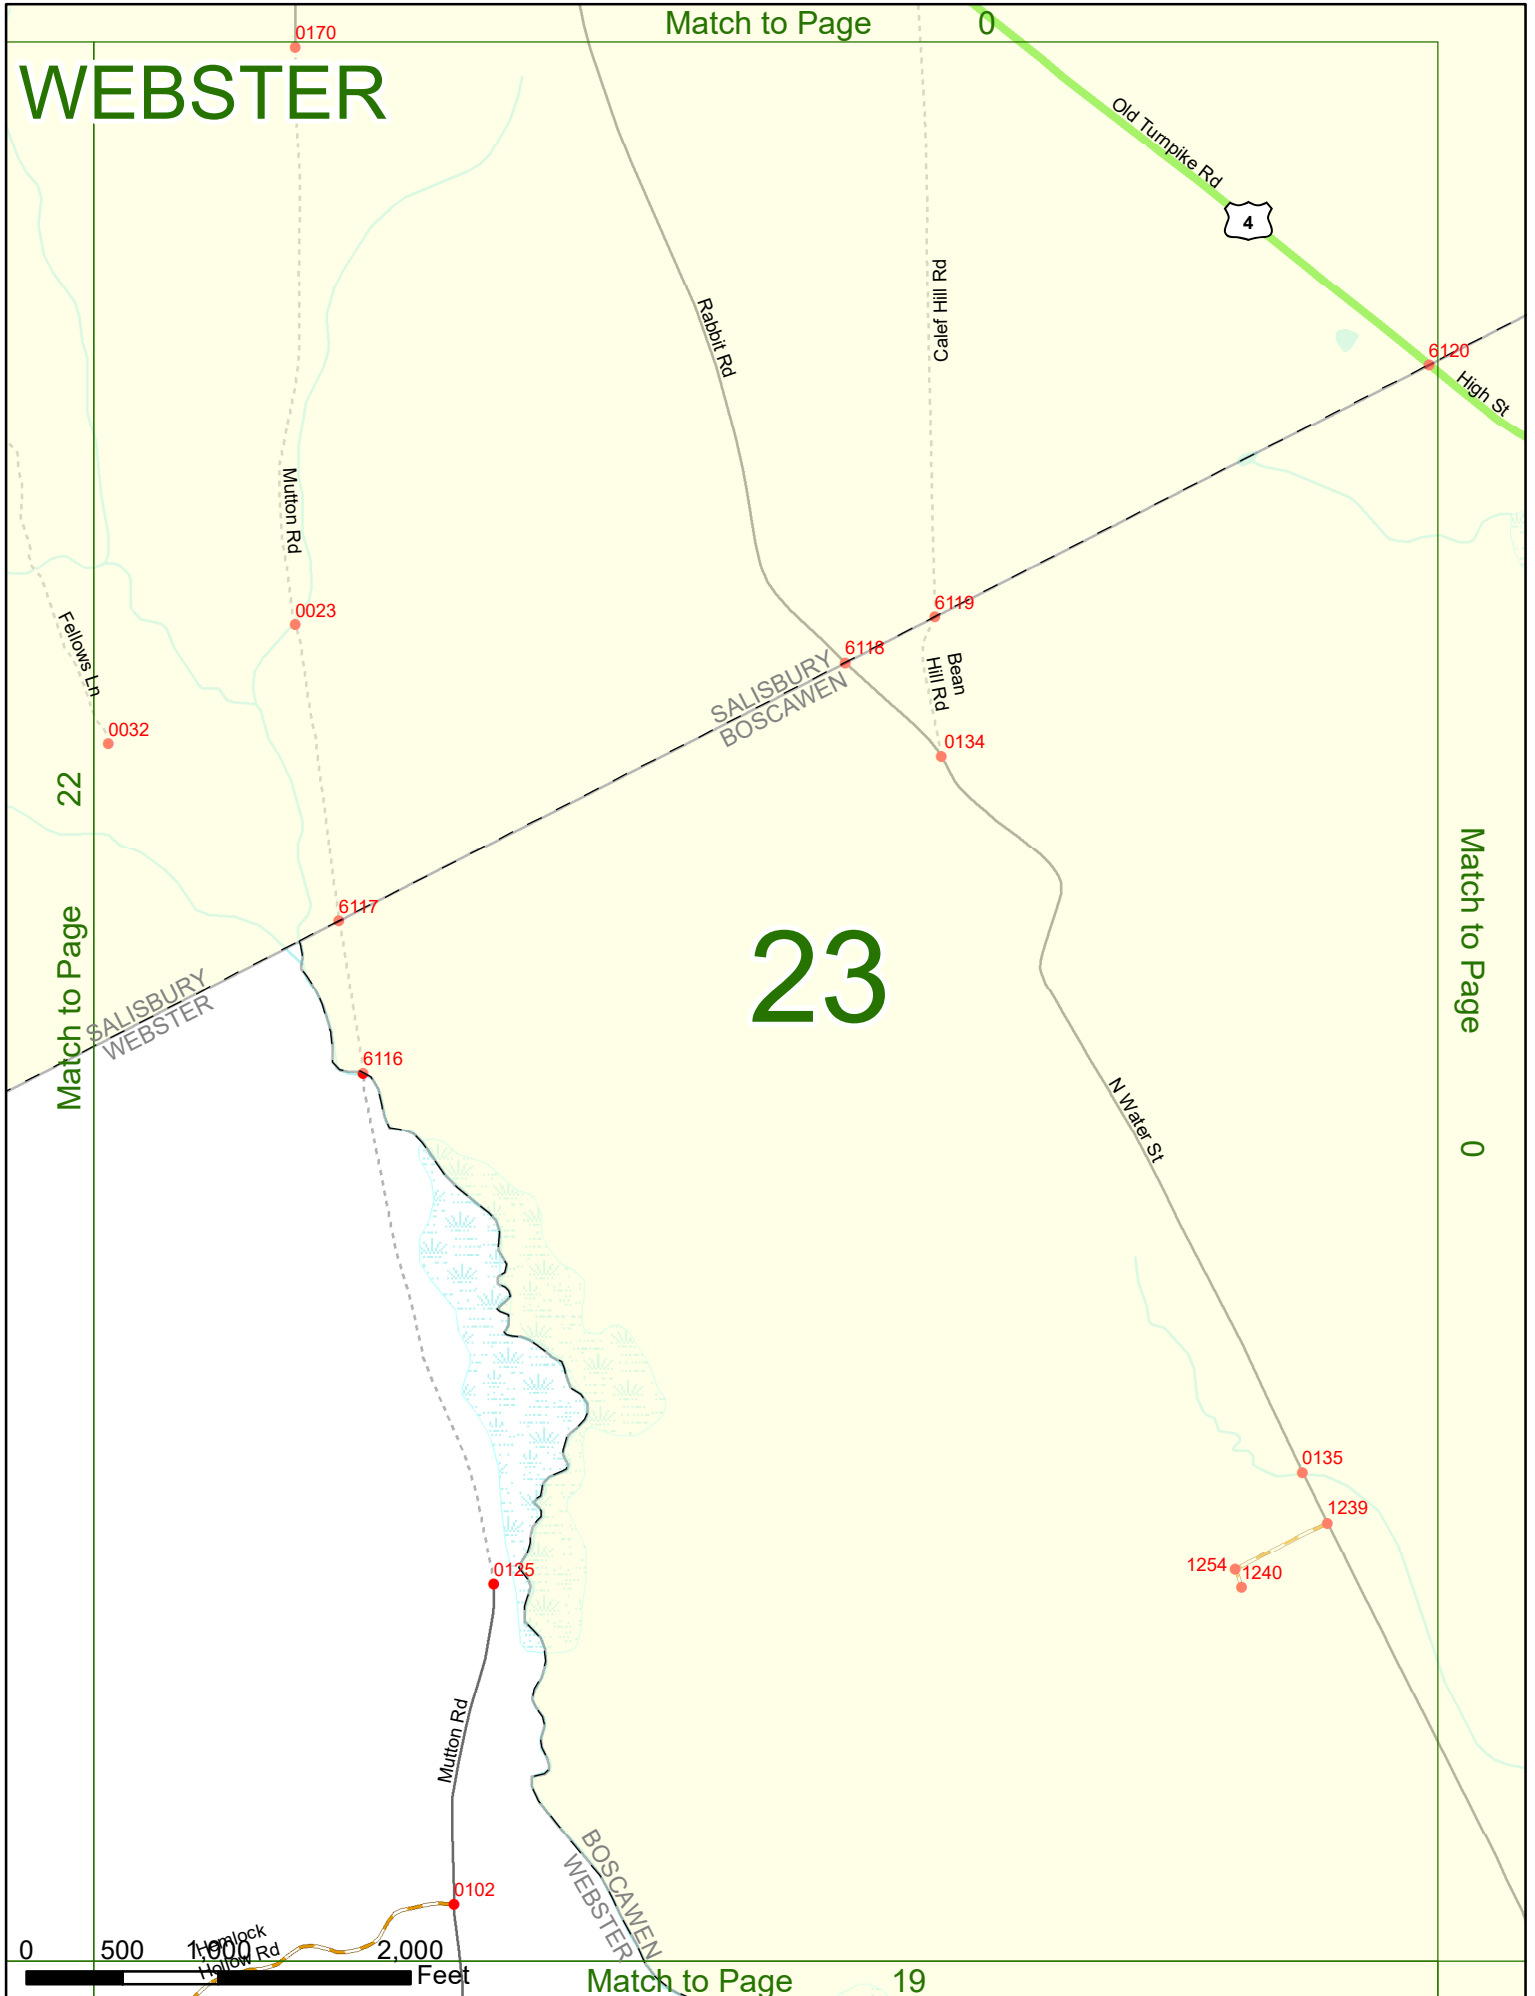 Match to Page 0
0170
WEBSTER
Old Turnpike Rd
4
Calef Hill Rd
Rabbit Rd
6120
High St
Mutton Rd
0023
6119
Fellows Ln
6118
SALISBURY
BOSCAWEN
Bean
Hill Rd
0032
0134
Match to Page 22
Match to Page 0
6117
23
SALISBURY
WEBSTER
6116
N Water St
0135
1239
0125
1254
1240
Mutton Rd
BOSCAWEN
WEBSTER
0102
Hemlock
Hollow Rd
0 500 1,000 2,000
Feet
Match to Page 19